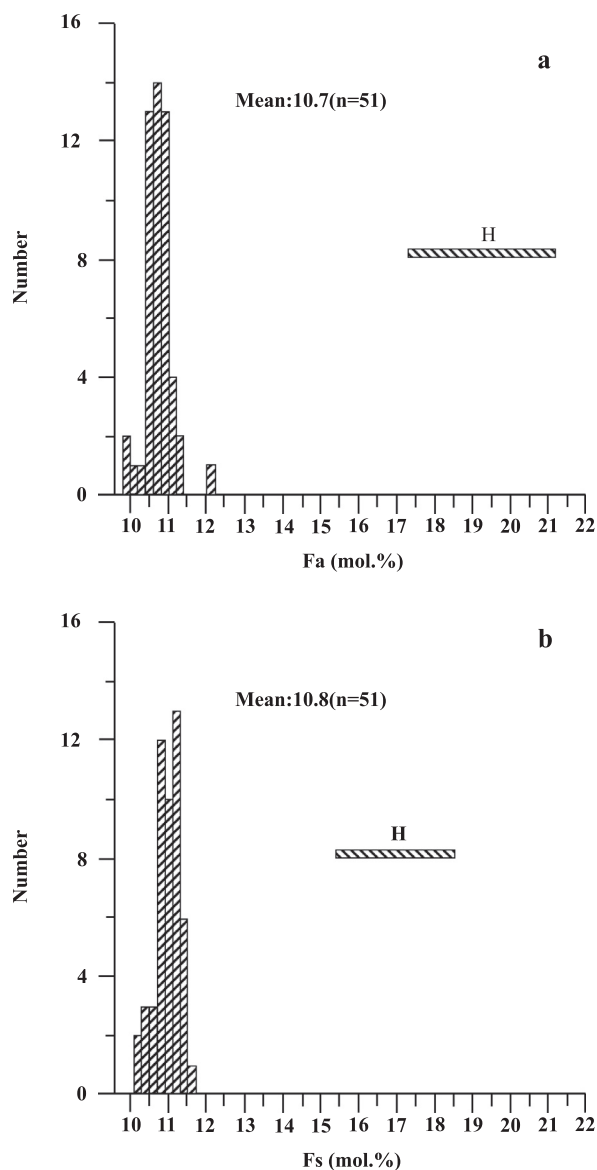 16
a
Mean:10.7(n=51)
12
H
Number
8
4
0
10 11 12 13 14 15 16 17 18 19 20 21 22
Fa (mol.%)
16
b
Mean:10.8(n=51)
12
H
Number
8
4
0
10 11 12 13 14 15 16 17 18 19 20 21 22
Fs (mol.%)